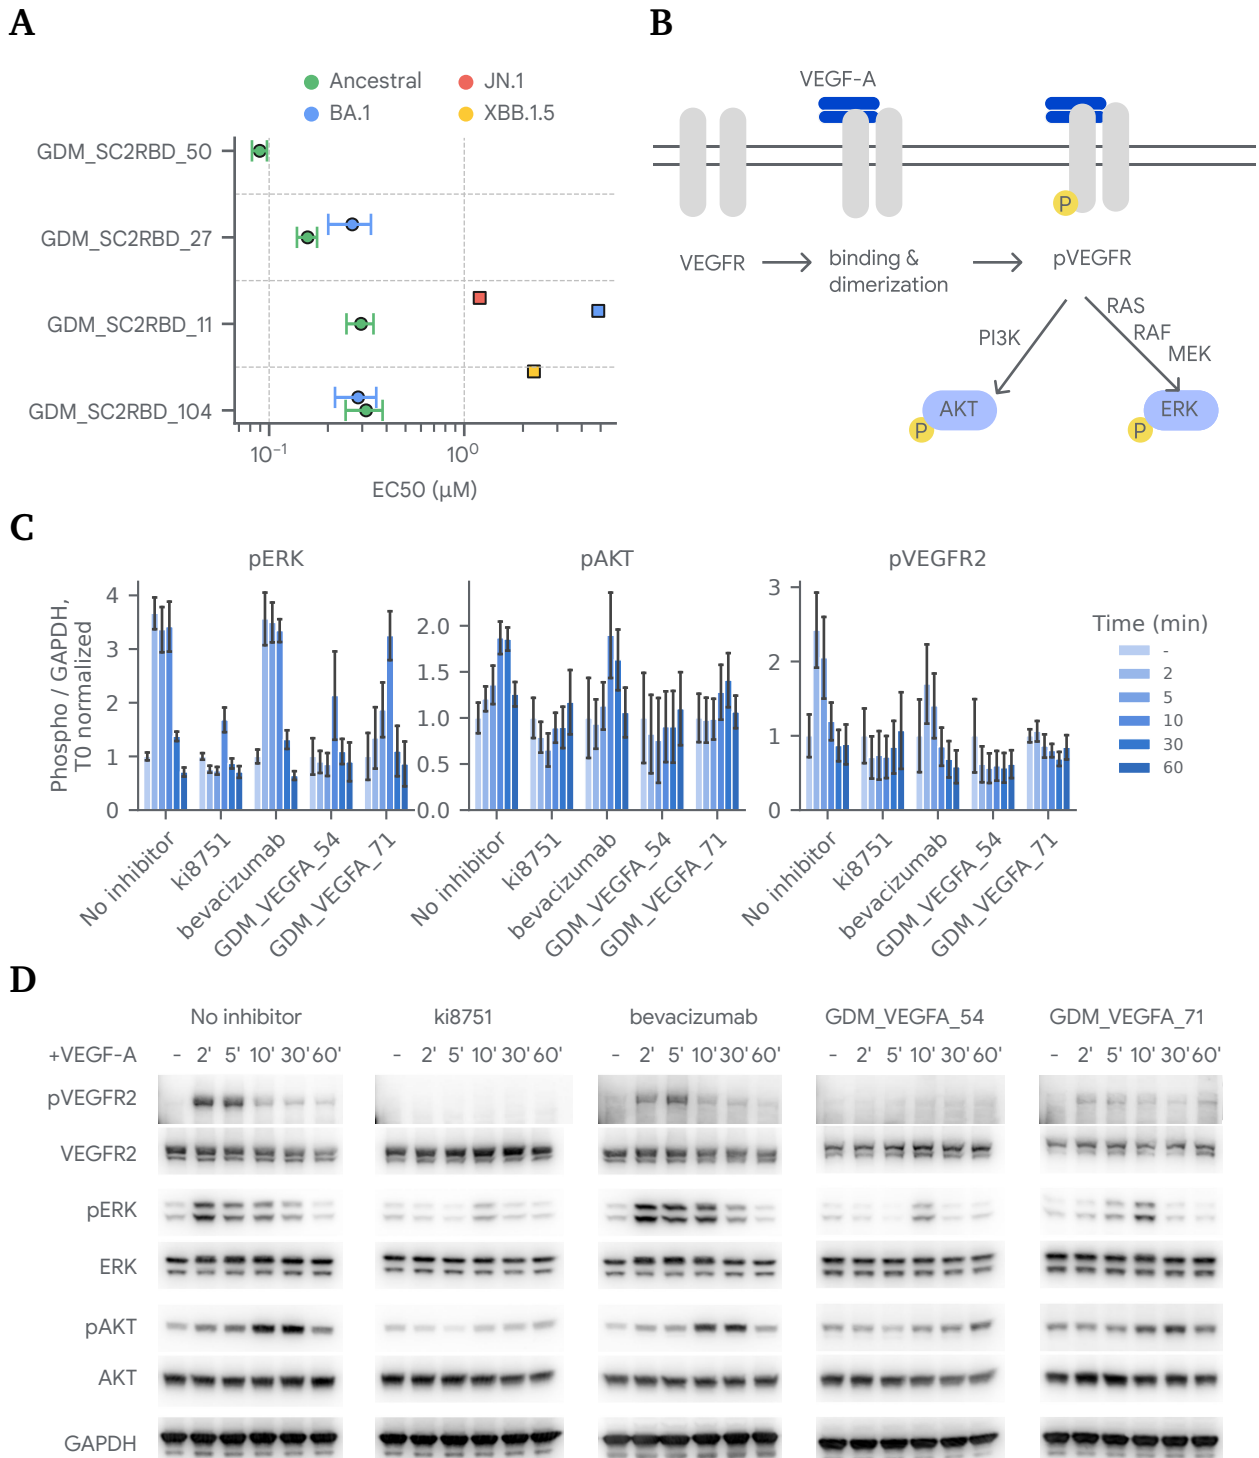 A
Ancestral
JN.1
BA.1
XBB.1.5
GDM_SC2RBD_50
GDM_SC2RBD_27
GDM_SC2RBD_11
GDM_SC2RBD_104
10⁻¹
10⁰
EC50 (μM)
B
VEGF-A
P
VEGFR
binding &
dimerization
pVEGFR
PI3K
RAS
RAF
MEK
AKT
P
ERK
P
C
pERK
pAKT
pVEGFR2
Phospho / GAPDH,
T0 normalized
4
3
2
1
0
2.0
1.5
1.0
0.5
0.0
3
2
1
0
No inhibitor
ki8751
bevacizumab
GDM_VEGFA_54
GDM_VEGFA_71
No inhibitor
ki8751
bevacizumab
GDM_VEGFA_54
GDM_VEGFA_71
No inhibitor
ki8751
bevacizumab
GDM_VEGFA_54
GDM_VEGFA_71
Time (min)
-
2
5
10
30
60
D
No inhibitor ki8751 bevacizumab GDM_VEGFA_54 GDM_VEGFA_71
+VEGF-A - 2' 5' 10' 30' 60' - 2' 5' 10' 30' 60' - 2' 5' 10' 30' 60' - 2' 5' 10' 30' 60' - 2' 5' 10' 30' 60'
pVEGFR2
VEGFR2
pERK
ERK
pAKT
AKT
GAPDH